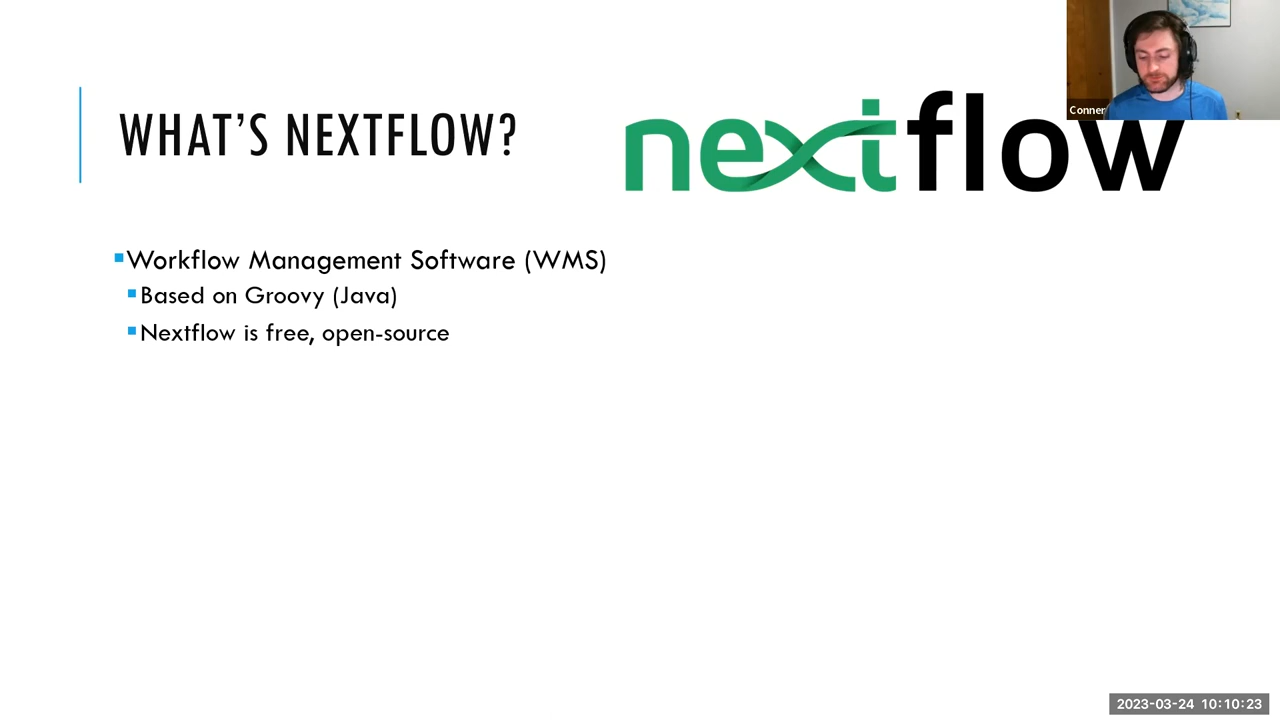 WHAT'S NEXTFLOW?
nextflow
Conner
▪Workflow Management Software (WMS)
▪Based on Groovy (Java)
▪Nextflow is free, open-source
2023-03-24 10:10:23